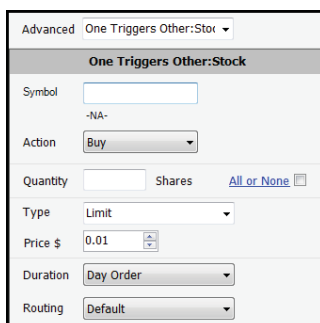 Advanced One Triggers Other:Stoc
One Triggers Other:Stock
Symbol
-NA-
Action Buy
Quantity Shares All or None
Type Limit
Price $ 0.01
Duration Day Order
Routing Default